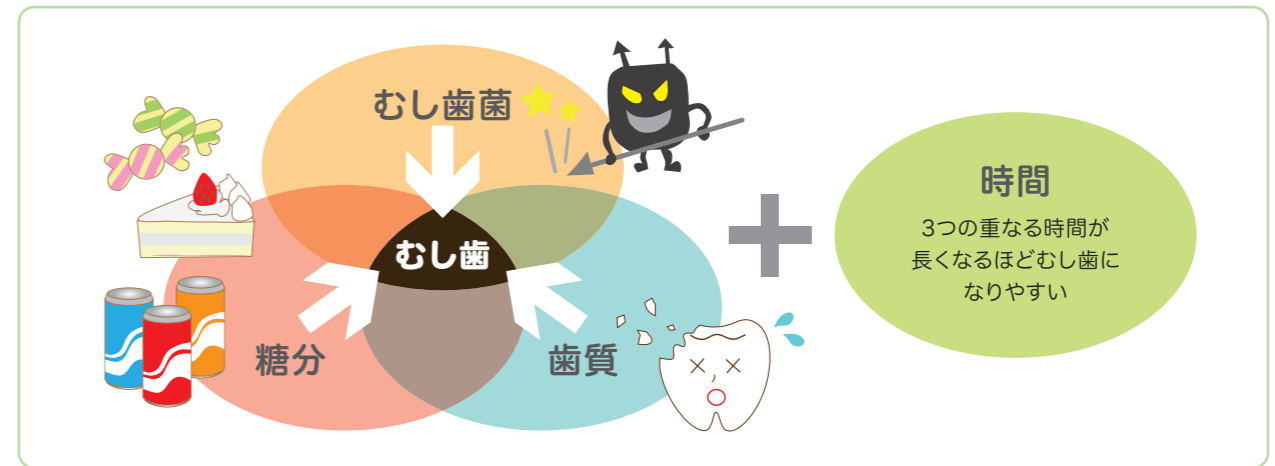 むし歯菌
むし歯
糖分
歯質
時間
3つの重なる時間が
長くなるほどむし歯に
なりやすい